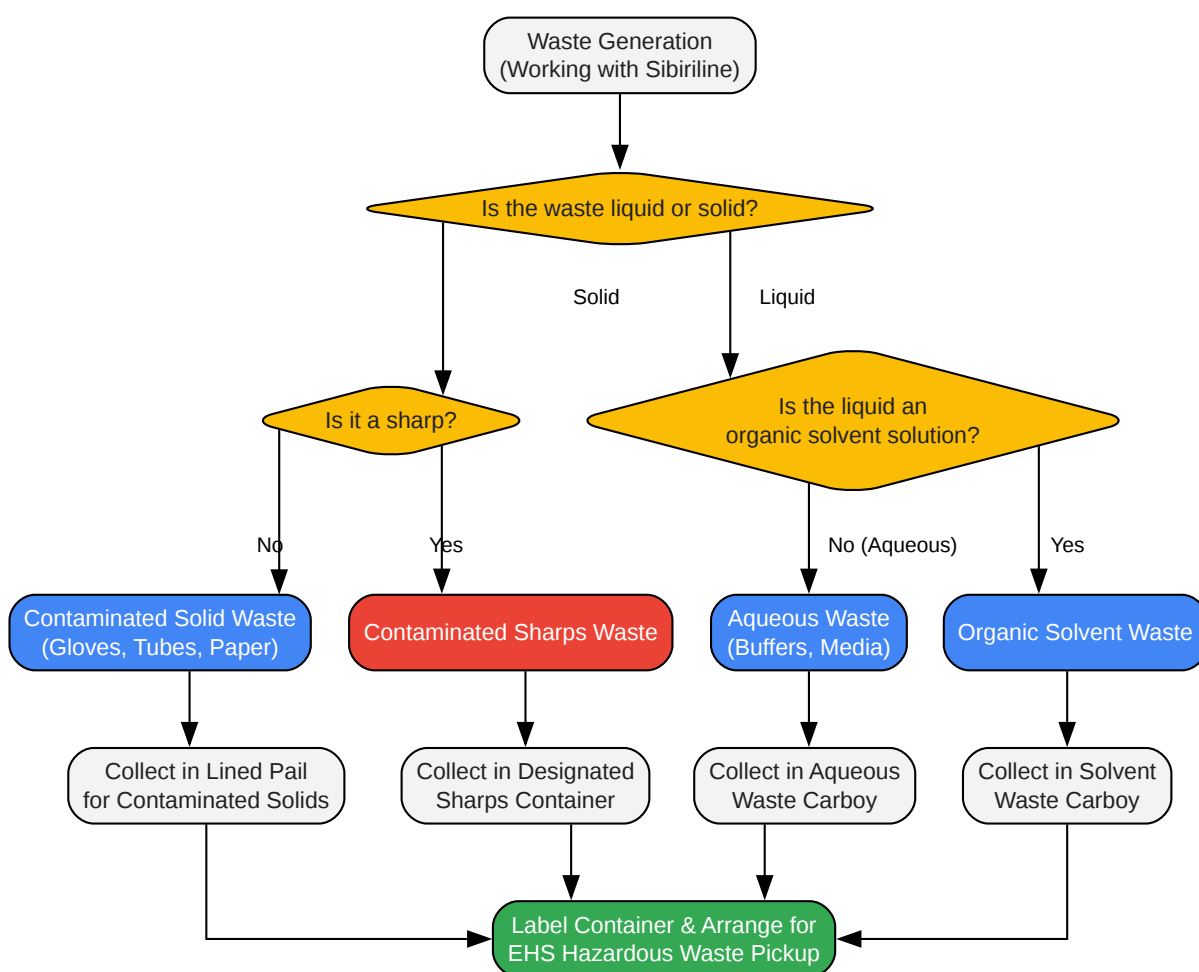 Waste Generation
(Working with Sibiriline)
Is the waste liquid or solid?
Solid
Liquid
Is it a sharp?
Is the liquid an
organic solvent solution?
No
Yes
No (Aqueous)
Yes
Contaminated Solid Waste
(Gloves, Tubes, Paper)
Contaminated Sharps Waste
Aqueous Waste
(Buffers, Media)
Organic Solvent Waste
Collect in Lined Pail
for Contaminated Solids
Collect in Designated
Sharps Container
Collect in Aqueous
Waste Carboy
Collect in Solvent
Waste Carboy
Label Container & Arrange for
EHS Hazardous Waste Pickup